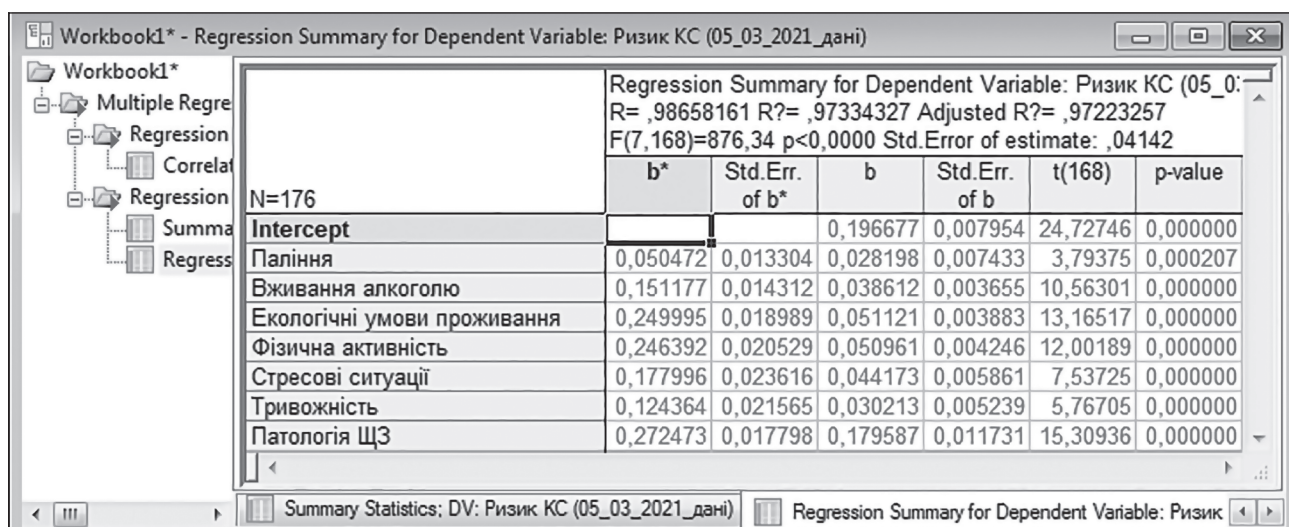 Workbook1* - Regression Summary for Dependent Variable: Ризик КС (05_03_2021_дані)
Workbook1*
Multiple Regre
Regression
Correlat
Regression
Summa
Regress
Regression Summary for Dependent Variable: Ризик КС (05_0
R= ,98658161 R?= ,97334327 Adjusted R?= ,97223257
F(7,168)=876,34 p<0,0000 Std.Error of estimate: ,04142
N=176 b* Std.Err. of b* b Std.Err. of b t(168) p-value
Intercept 0,196677 0,007954 24,72746 0,000000
Паління 0,050472 0,013304 0,028198 0,007433 3,79375 0,000207
Вживання алкоголю 0,151177 0,014312 0,038612 0,003655 10,56301 0,000000
Екологічні умови проживання 0,249995 0,018989 0,051121 0,003883 13,16517 0,000000
Фізична активність 0,246392 0,020529 0,050961 0,004246 12,00189 0,000000
Стресові ситуації 0,177996 0,023616 0,044173 0,005861 7,53725 0,000000
Тривожність 0,124364 0,021565 0,030213 0,005239 5,76705 0,000000
Патологія ЩЗ 0,272473 0,017798 0,179587 0,011731 15,30936 0,000000
Summary Statistics; DV: Ризик КС (05_03_2021_дані) Regression Summary for Dependent Variable: Ризик